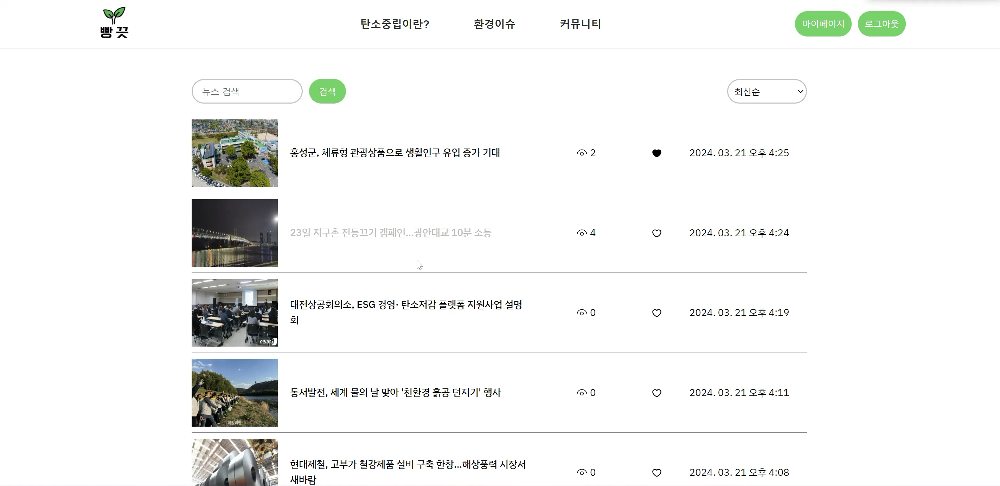 빵 끗
탄소중립이란?
환경이슈
커뮤니티
마이페이지
로그아웃
뉴스 검색
검색
최신순
홍성군, 체류형 관광상품으로 생활인구 유입 증가 기대
2
2024. 03. 21 오후 4:25
23일 지구촌 전등끄기 캠페인...광안대교 10분 소등
4
2024. 03. 21 오후 4:24
대전상공회의소, ESG 경영· 탄소저감 플랫폼 지원사업 설명
회
0
2024. 03. 21 오후 4:19
news1
동서발전, 세계 물의 날 맞아 '친환경 흙공 던지기' 행사
0
2024. 03. 21 오후 4:11
데일리안
현대제철, 고부가 철강제품 설비 구축 한창...해상풍력 시장서
새바람
0
2024. 03. 21 오후 4:08